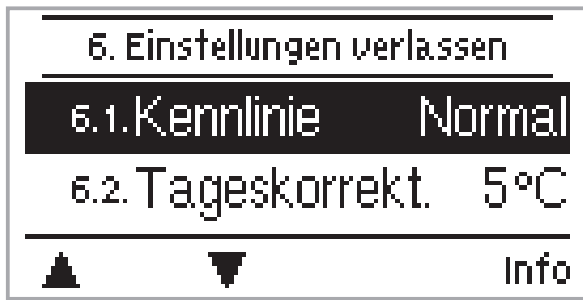 6. Einstellungen verlassen
6.1. Kennlinie Normal
6.2. Tageskorrekt. 5°C
Info